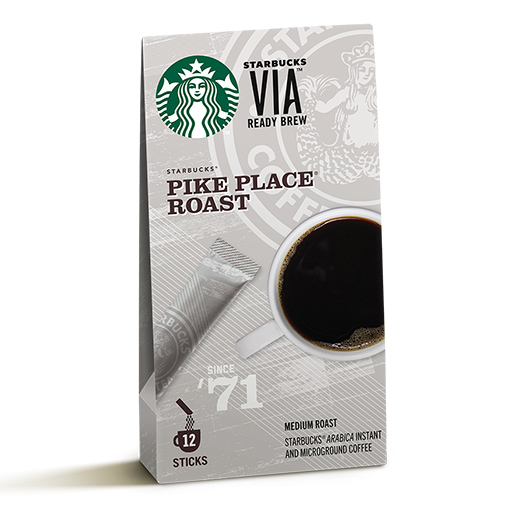 STARBUCKS™
VIA
READY BREW
STARBUCKS®
PIKE PLACE®
ROAST
STARBUCKS
SINCE
'71
12
STICKS
MEDIUM ROAST
STARBUCKS® ARABICA INSTANT
AND MICROGROUND COFFEE